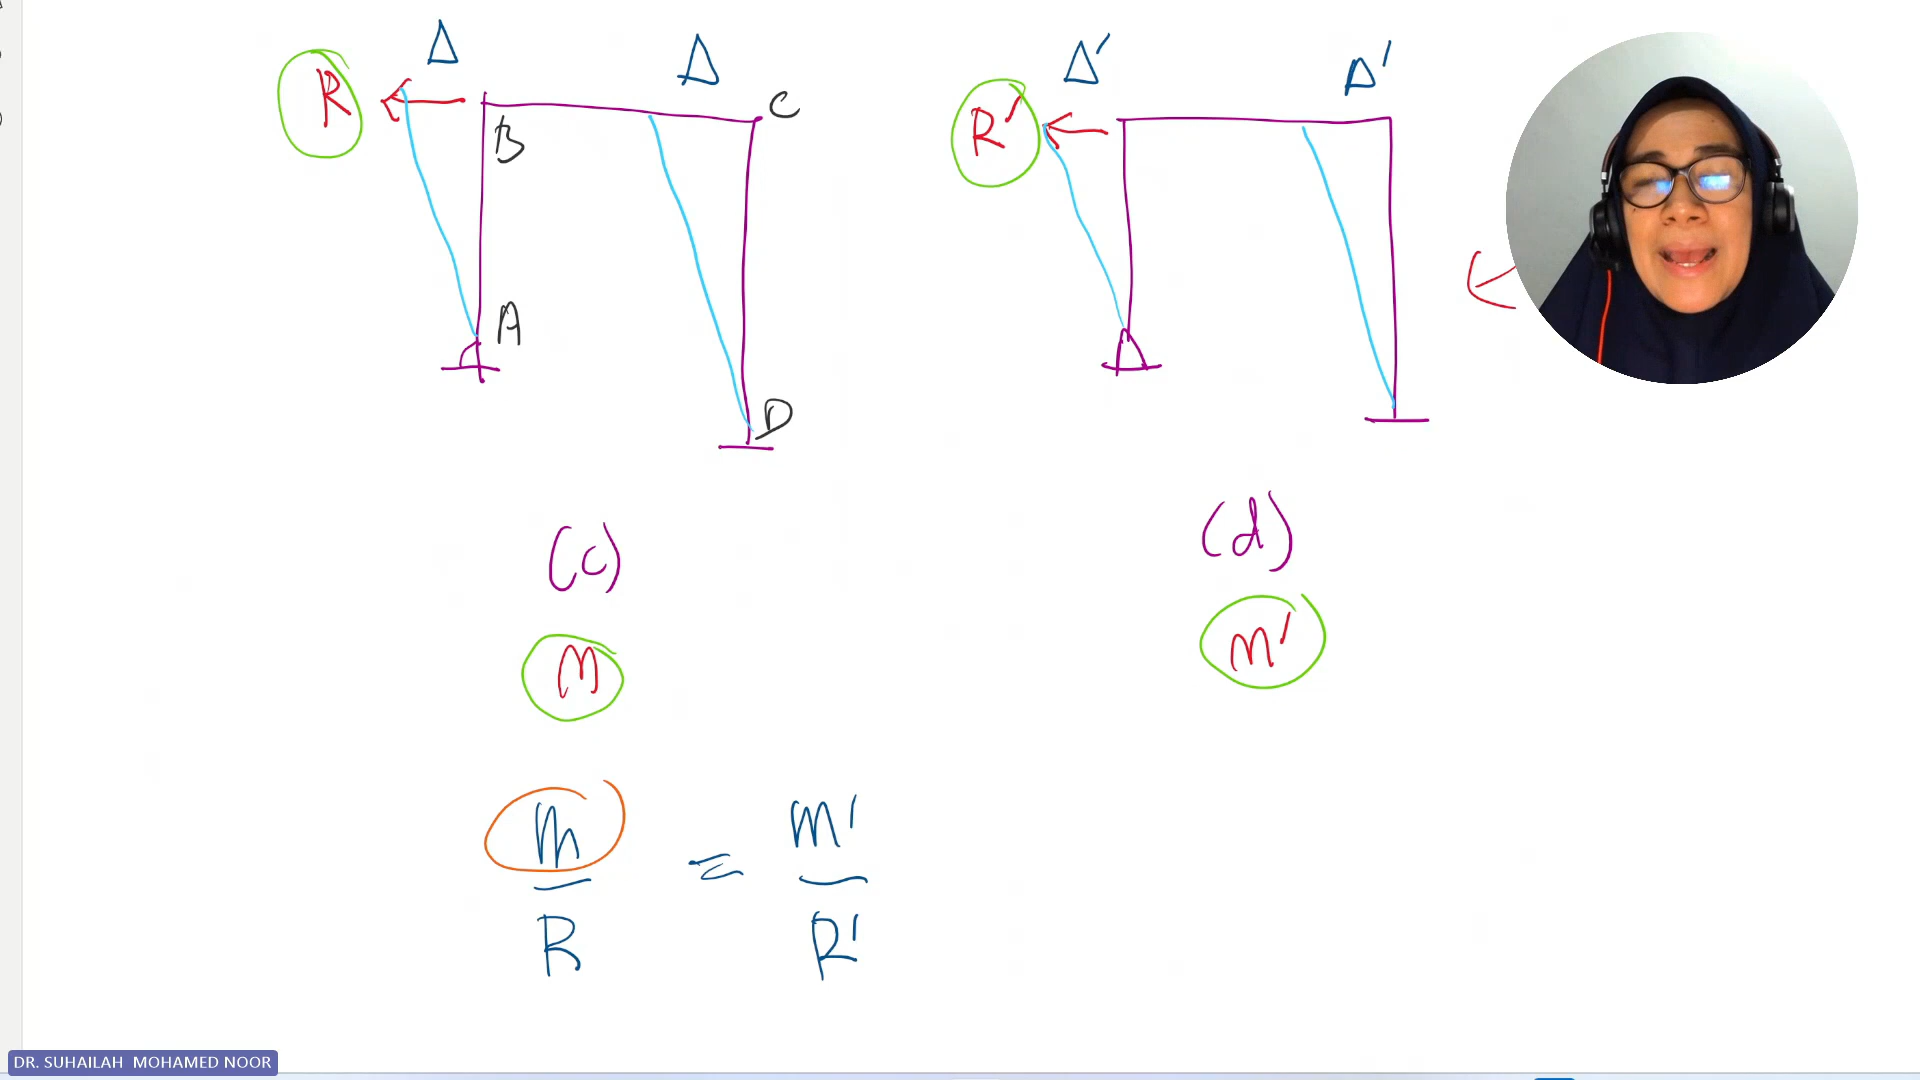 Δ Δ
R B C
A
D
(c)
M
M = M'
R R'
Δ' Δ'
R'
(d)
M'
DR. SUHAILAH MOHAMED NOOR